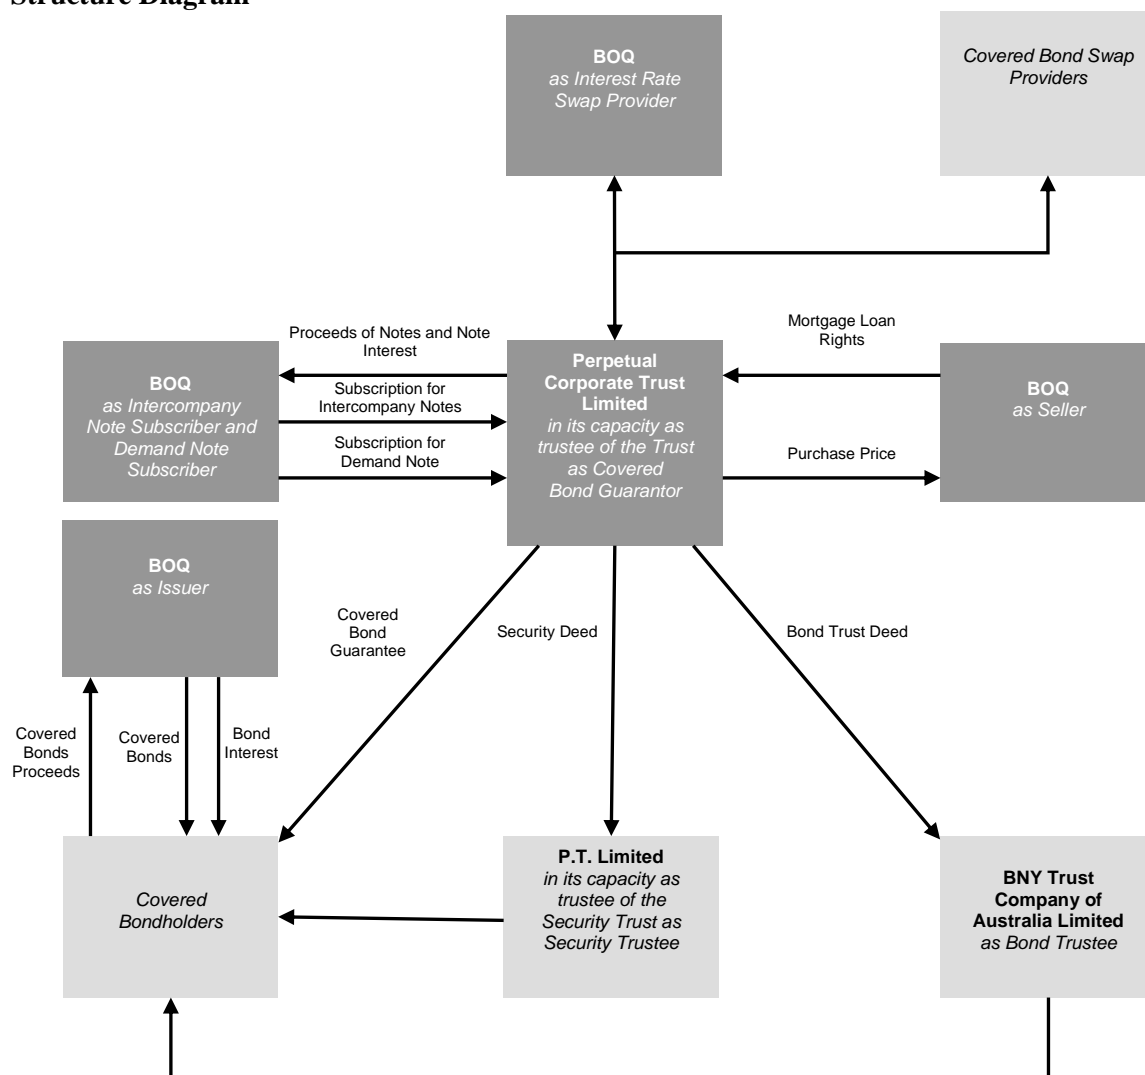 Structure Diagram
BOQ
as Interest Rate
Swap Provider
Covered Bond Swap
Providers
Proceeds of Notes and Note
Interest
Subscription for
Intercompany Notes
Subscription for
Demand Note
BOQ
as Intercompany
Note Subscriber and
Demand Note
Subscriber
Perpetual
Corporate Trust
Limited
in its capacity as
trustee of the Trust
as Covered
Bond Guarantor
Mortgage Loan
Rights
Purchase Price
BOQ
as Seller
BOQ
as Issuer
Covered
Bond
Guarantee
Security Deed
Bond Trust Deed
Covered
Bonds
Proceeds
Covered
Bonds
Bond
Interest
Covered
Bondholders
P.T. Limited
in its capacity as
trustee of the
Security Trust as
Security Trustee
BNY Trust
Company of
Australia Limited
as Bond Trustee